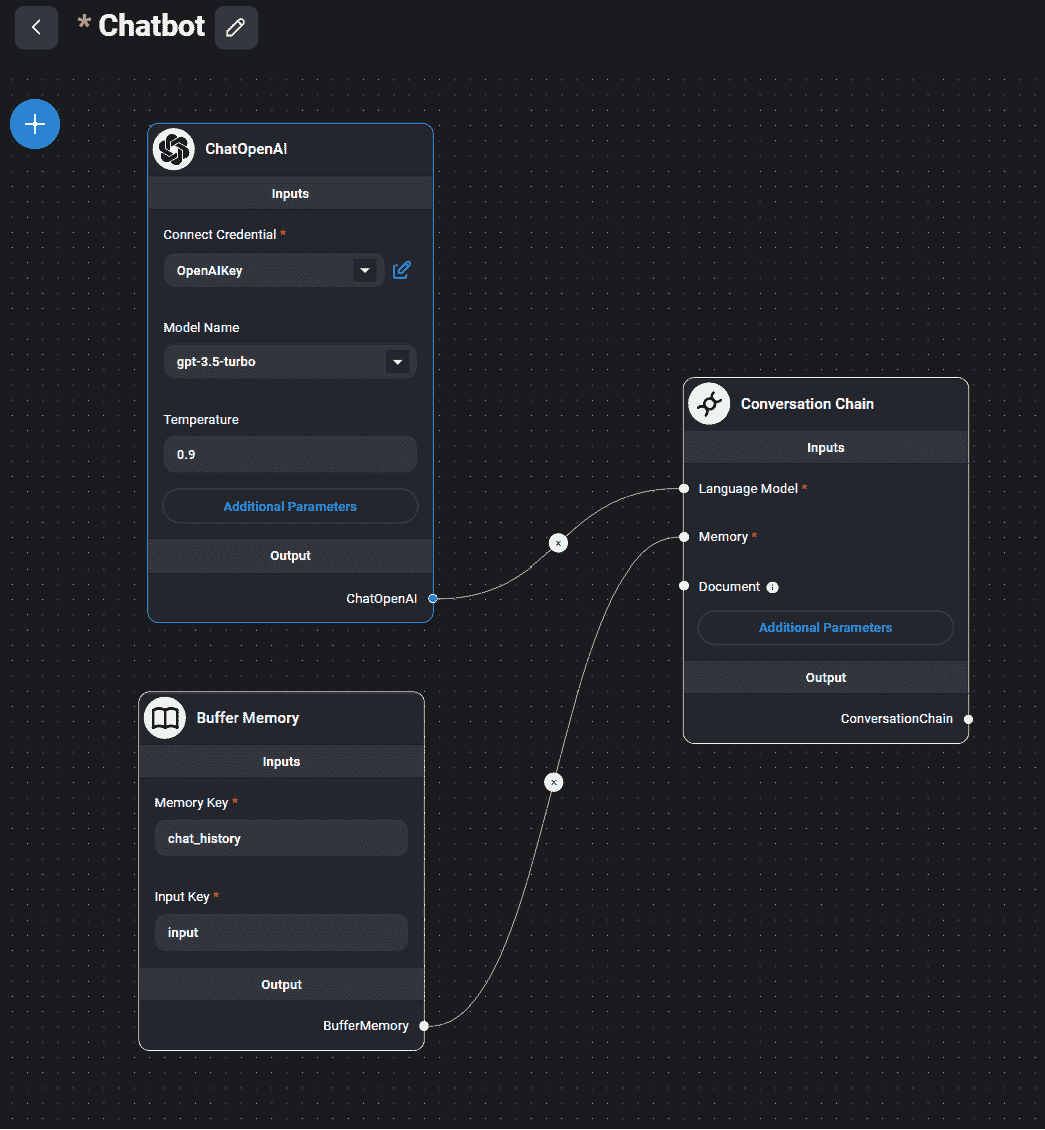 * Chatbot
ChatOpenAI
Inputs
Connect Credential *
OpenAIKey
Model Name
gpt-3.5-turbo
Temperature
0.9
Additional Parameters
Output
ChatOpenAI
Conversation Chain
Inputs
Language Model *
Memory *
Document
Additional Parameters
Output
ConversationChain
Buffer Memory
Inputs
Memory Key *
chat_history
Input Key *
input
Output
BufferMemory